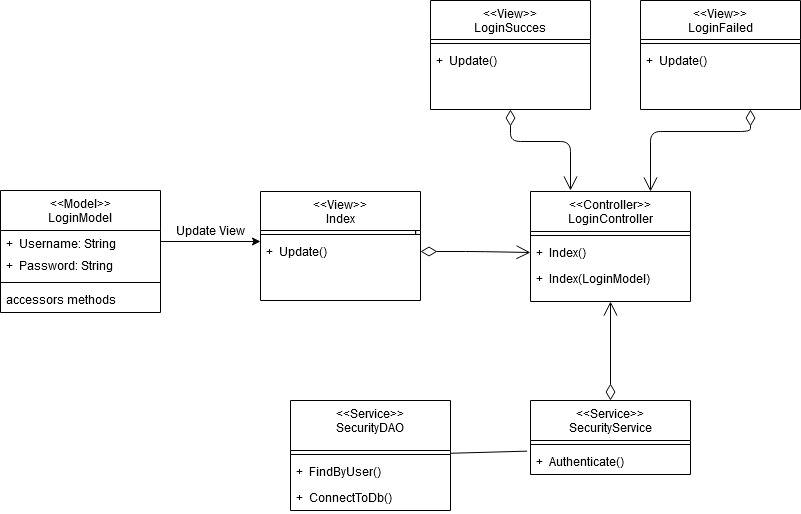 <<View>>
LoginSucces
+ Update()
<<View>>
LoginFailed
+ Update()
<<Model>>
LoginModel
+ Username: String
+ Password: String
accessors methods
Update View
<<View>>
Index
+ Update()
<<Controller>>
LoginController
+ Index()
+ Index(LoginModel)
<<Service>>
SecurityDAO
+ FindByUser()
+ ConnectToDb()
<<Service>>
SecurityService
+ Authenticate()